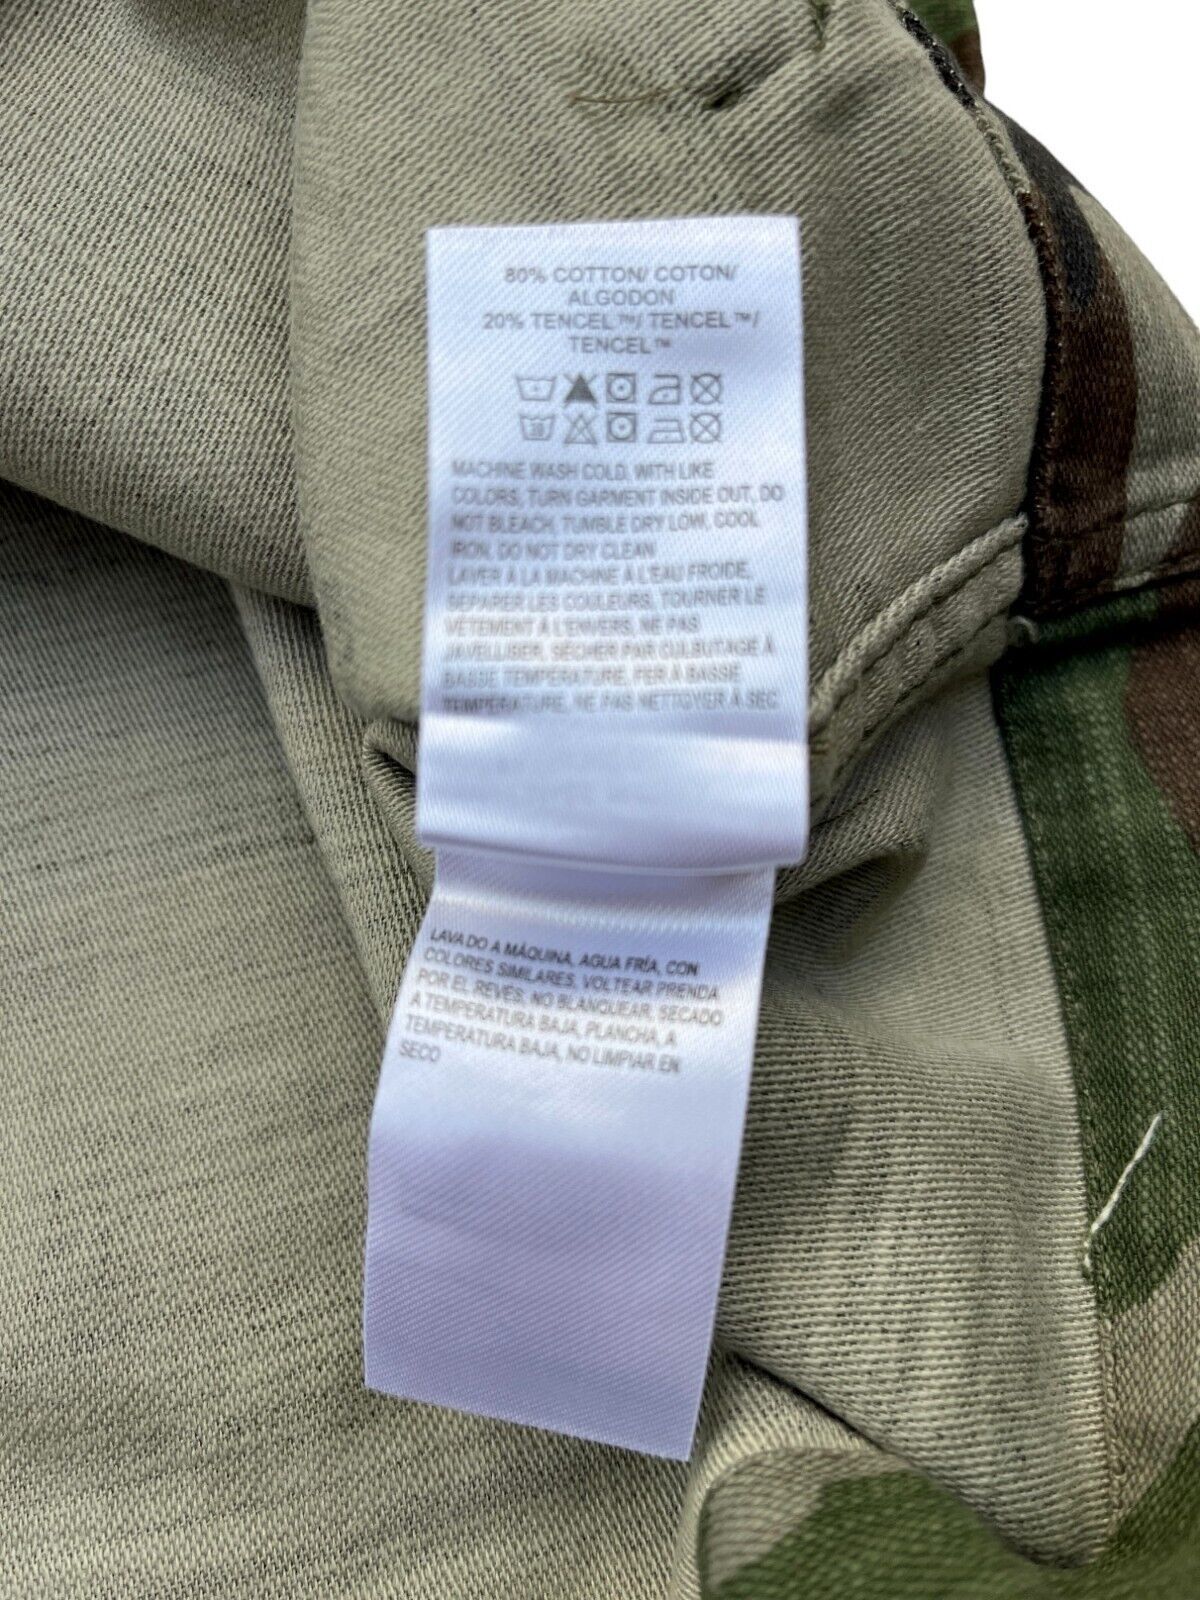 80% COTTON/ COTON/
ALGODON
20% TENCEL™/ TENCEL™/
TENCEL™
30
MACHINE WASH COLD, WITH LIKE
COLORS, TURN GARMENT INSIDE OUT, DO
NOT BLEACH, TUMBLE DRY LOW, COOL
IRON, DO NOT DRY CLEAN
LAVER À LA MACHINE À L'EAU FROIDE,
SÉPARER LES COULEURS, TOURNER LE
VÊTEMENT À L'ENVERS, NE PAS
JAVELLISER, SÉCHER PAR CULBUTAGE À
BASSE TEMPERATURE, FER À BASSE
TEMPERATURE, NE PAS NETTOYER À SEC
LAVADO A MÁQUINA, AGUA FRÍA, CON
COLORES SIMILARES, VOLTEAR PRENDA
POR EL REVÉS, NO BLANQUEAR, SECADO
A TEMPERATURA BAJA, PLANCHA, A
TEMPERATURA BAJA, NO LIMPIAR EN
SECO